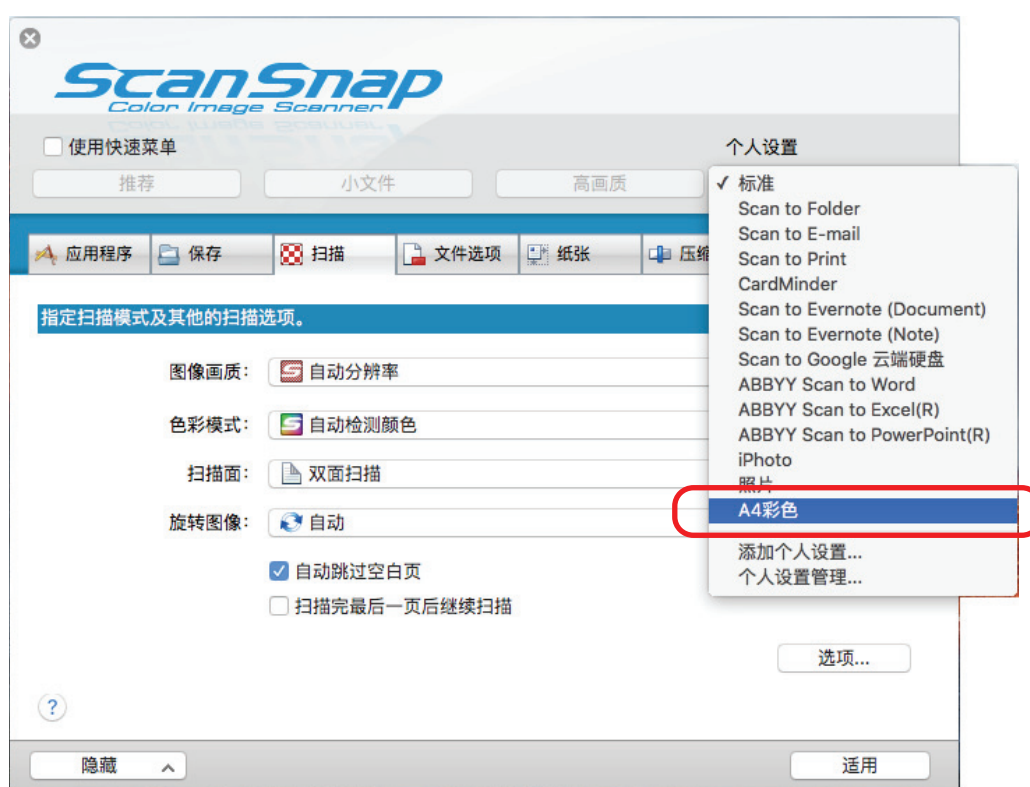 ScanSnap
Color Image Scanner
使用快速菜单
个人设置
推荐
小文件
高画质
✓ 标准
Scan to Folder
Scan to E-mail
Scan to Print
CardMinder
Scan to Evernote (Document)
Scan to Evernote (Note)
Scan to Google 云端硬盘
ABBYY Scan to Word
ABBYY Scan to Excel(R)
ABBYY Scan to PowerPoint(R)
iPhoto
照片
A4彩色
添加个人设置...
个人设置管理...
应用程序
保存
扫描
文件选项
纸张
压缩
指定扫描模式及其他的扫描选项。
图像画质: 自动分辨率
色彩模式: 自动检测颜色
扫描面: 双面扫描
旋转图像: 自动
自动跳过空白页
扫描完最后一页后继续扫描
选项...
?
隐藏
适用